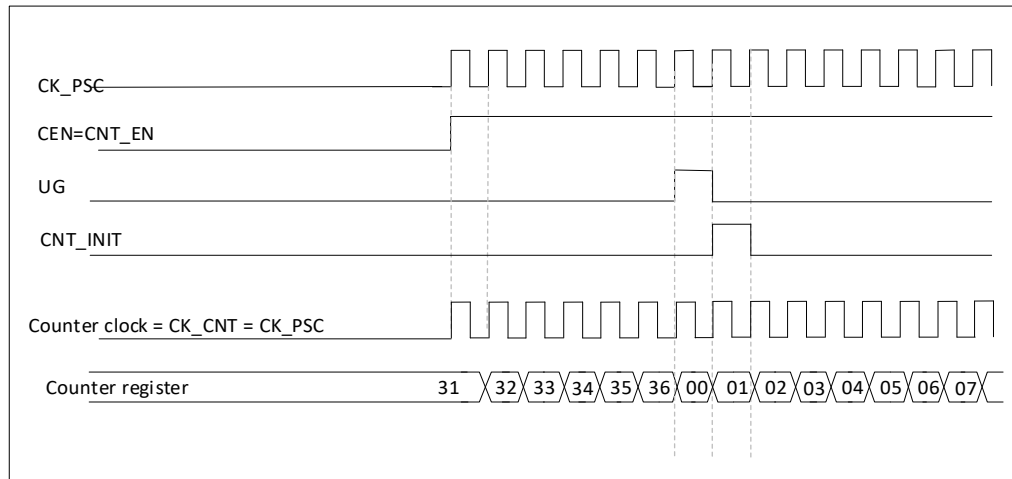 CK_PSC
CEN=CNT_EN
UG
CNT_INIT
Counter clock = CK_CNT = CK_PSC
Counter register 31 32 33 34 35 36 00 01 02 03 04 05 06 07